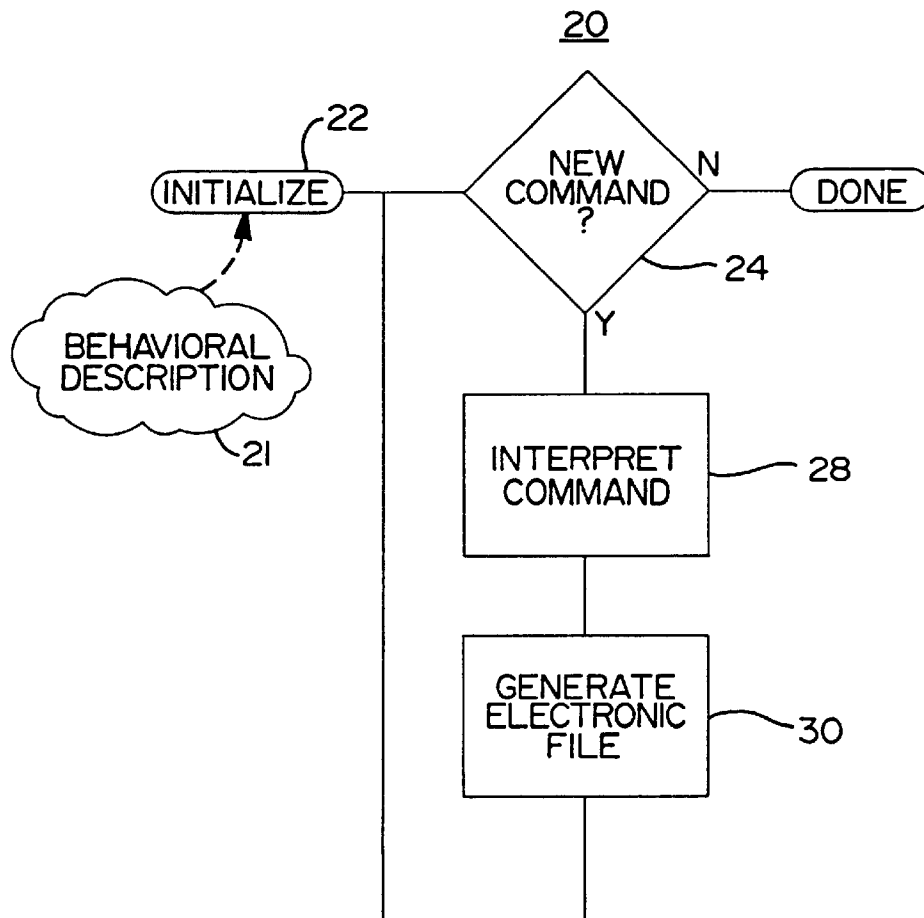 20
22
INITIALIZE
NEW
COMMAND
?
N
DONE
24
Y
BEHAVIORAL
DESCRIPTION
21
INTERPRET
COMMAND
28
GENERATE
ELECTRONIC
FILE
30